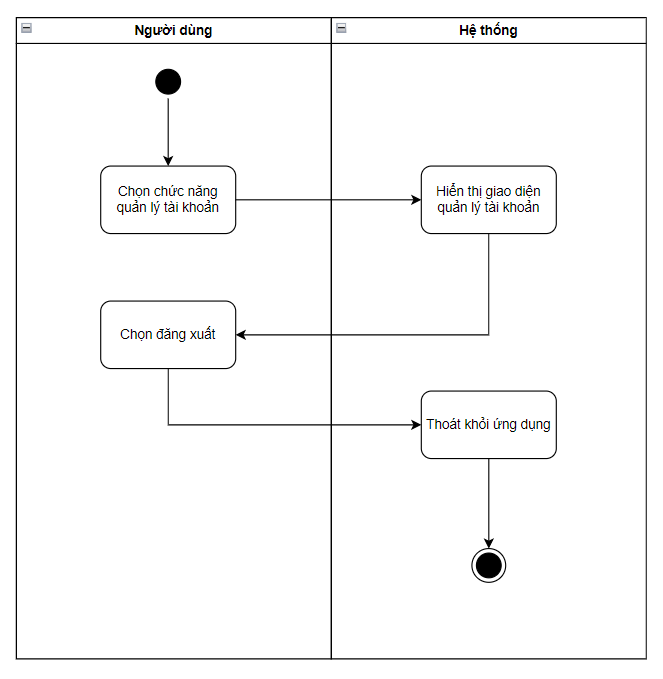 Người dùng
Hệ thống
Chọn chức năng
quản lý tài khoản
Hiển thị giao diện
quản lý tài khoản
Chọn đăng xuất
Thoát khỏi ứng dụng